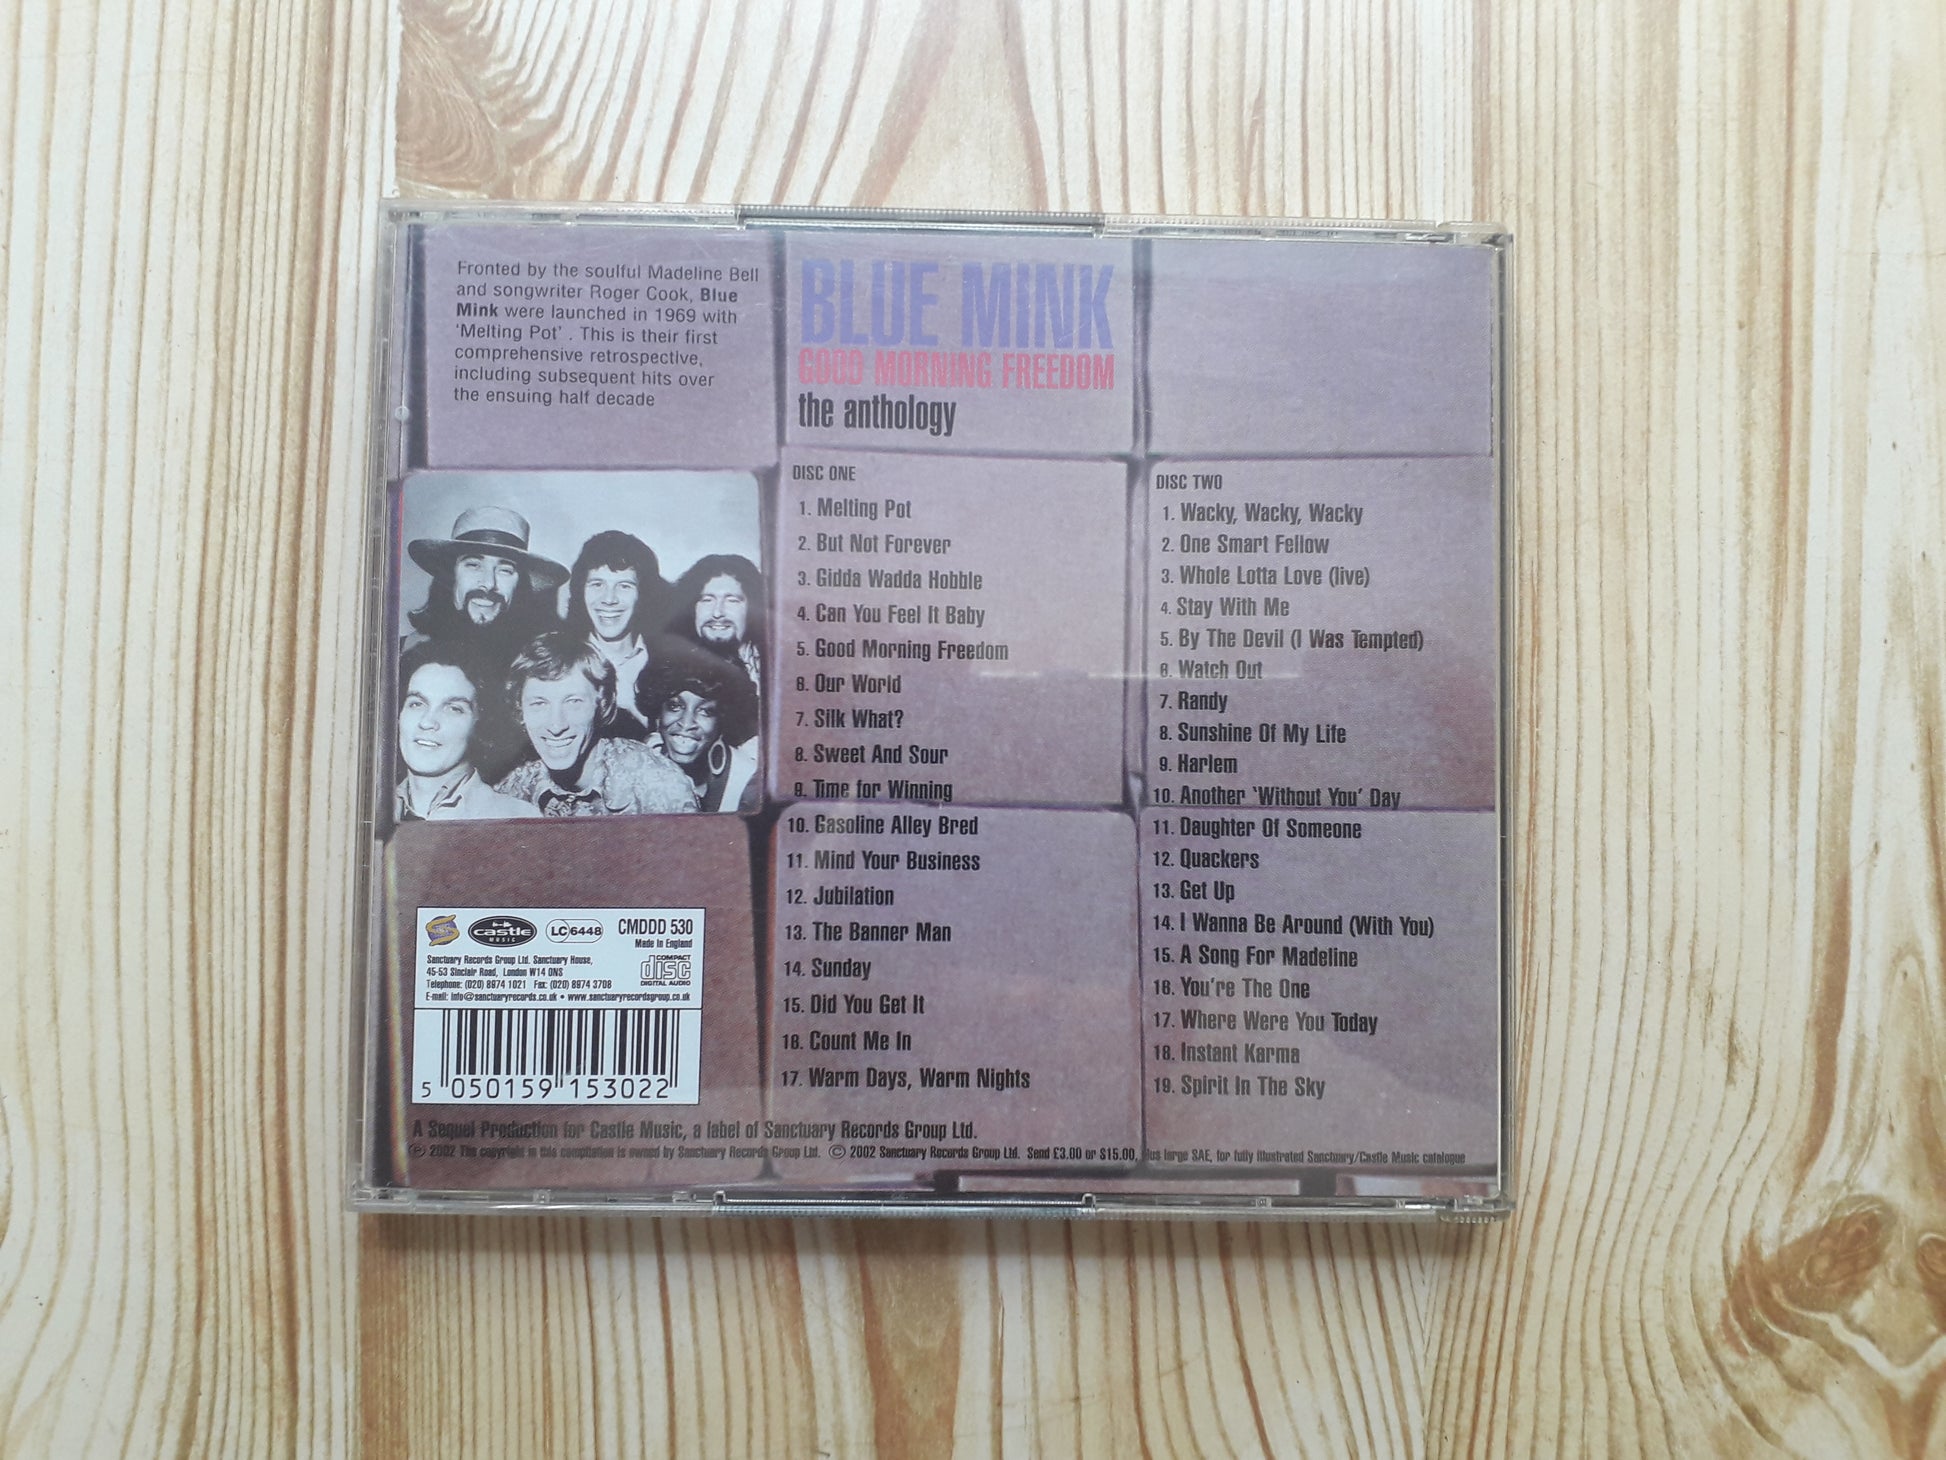 Fronted by the soulful Madeline Bell
and songwriter Roger Cook, Blue
Mink were launched in 1969 with
'Melting Pot' . This is their first
comprehensive retrospective,
including subsequent hits over
the ensuing half decade
BLUE MINK
GOOD MORNING FREEDOM
the anthology
DISC ONE
1. Melting Pot
2. But Not Forever
3. Gidda Wadda Hobble
4. Can You Feel It Baby
5. Good Morning Freedom
6. Our World
7. Silk What?
8. Sweet And Sour
9. Time for Winning
10. Gasoline Alley Bred
11. Mind Your Business
12. Jubilation
13. The Banner Man
14. Sunday
15. Did You Get It
16. Count Me In
17. Warm Days, Warm Nights
DISC TWO
1. Wacky, Wacky, Wacky
2. One Smart Fellow
3. Whole Lotta Love (live)
4. Stay With Me
5. By The Devil (I Was Tempted)
6. Watch Out
7. Randy
8. Sunshine Of My Life
9. Harlem
10. Another 'Without You' Day
11. Daughter Of Someone
12. Quackers
13. Get Up
14. I Wanna Be Around (With You)
15. A Song For Madeline
16. You're The One
17. Where Were You Today
18. Instant Karma
19. Spirit In The Sky
castle
MUSIC
LC 6448
CMDDD 530
Made in England
Sanctuary Records Group Ltd. Sanctuary House,
45-53 Sinclair Road, London W14 0NS
Telephone: (020) 8974 1021 Fax: (020) 8974 3708
E-mail: info@sanctuaryrecords.co.uk • www.sanctuaryrecordsgroup.co.uk
COMPACT
disc
DIGITAL AUDIO
5 050159 153022
A Sequel Production for Castle Music, a label of Sanctuary Records Group Ltd.
℗ 2002 The copyright in this compilation is owned by Sanctuary Records Group Ltd. © 2002 Sanctuary Records Group Ltd. Send £3.00 or $15.00, plus large SAE, for fully illustrated Sanctuary/Castle Music catalogue